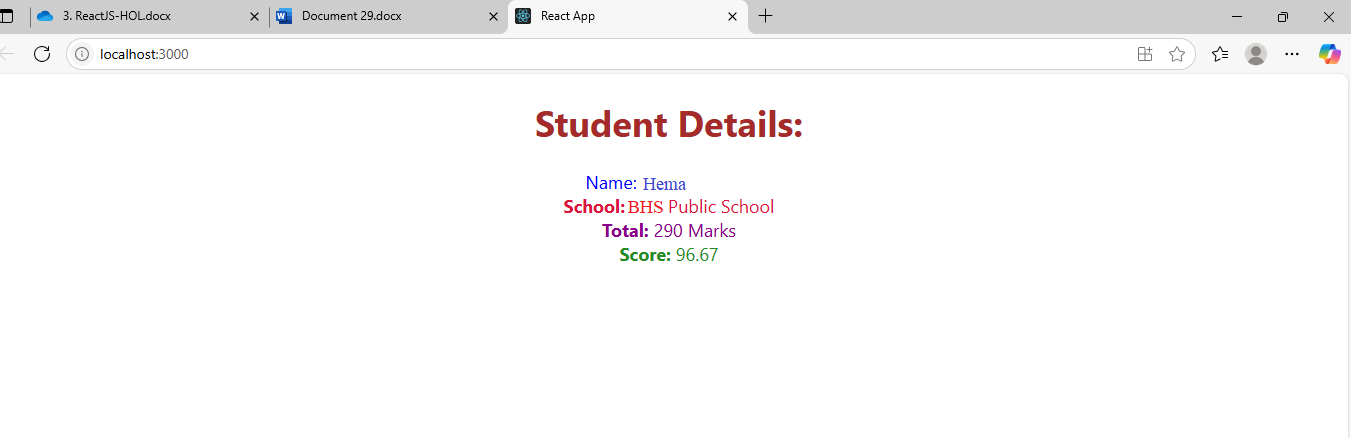 3. ReactJS-HOL.docx
Document 29.docx
React App
localhost:3000
Student Details:
Name: Hema
School: BHS Public School
Total: 290 Marks
Score: 96.67